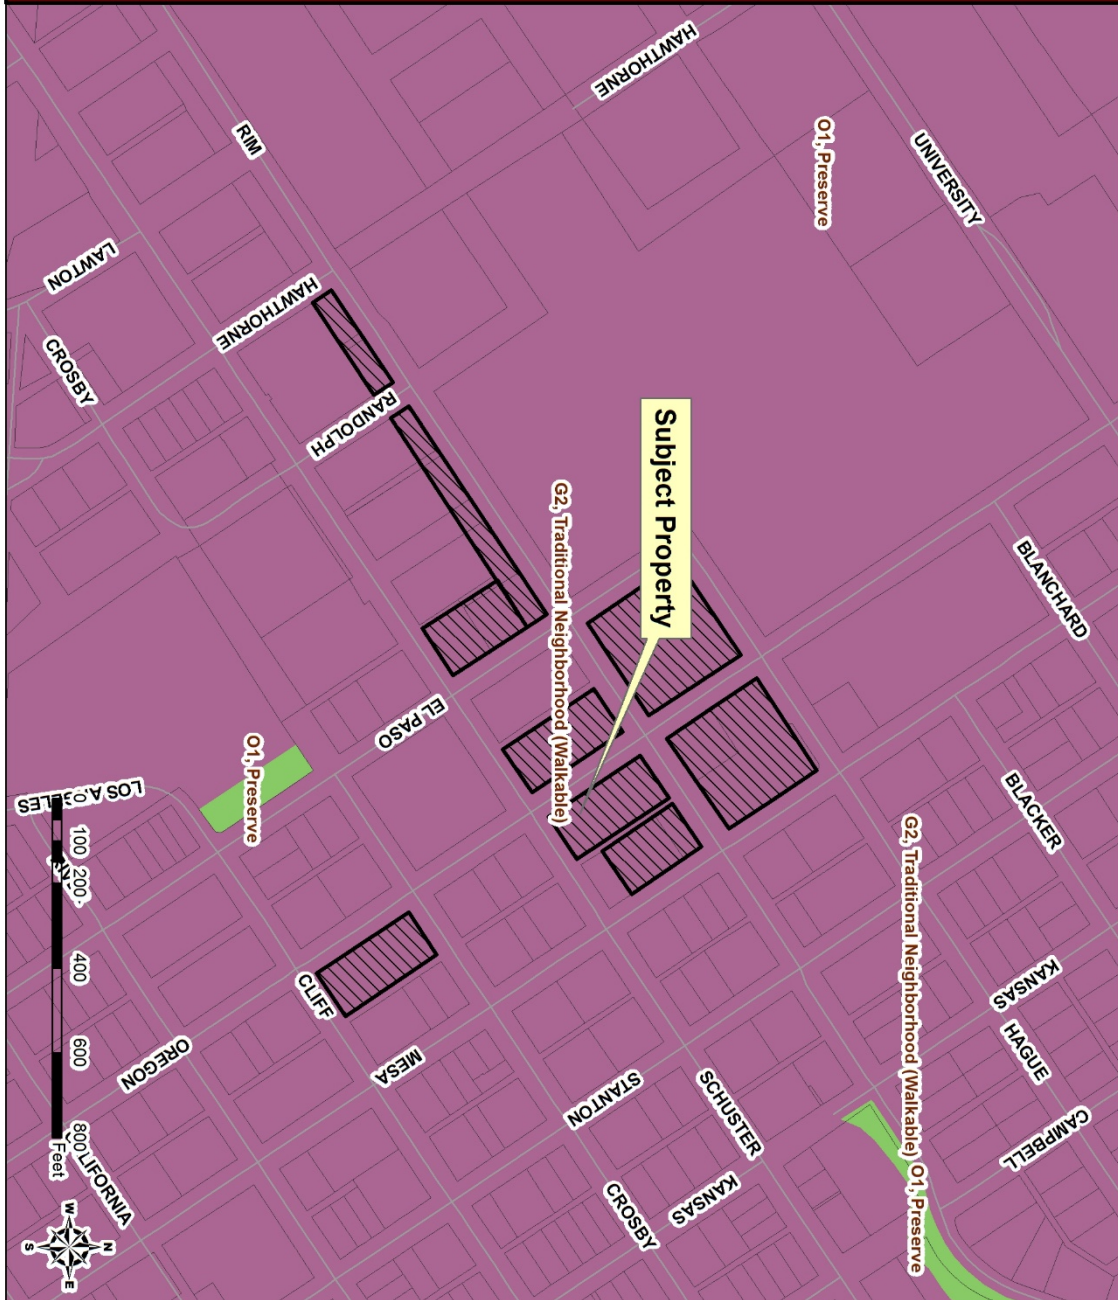 HAWTHORNE
UNIVERSITY
O1, Preserve
RIM
LAWTON
HAWTHORNE
CROSBY
RANDOLPH
Subject Property
G2, Traditional Neighborhood (Walkable)
BLANCHARD
EL PASO
O1, Preserve
BLACKER
G2, Traditional Neighborhood (Walkable)
KANSAS
HAGUE
CAMPBELL
CLIFF
OREGON
MESA
STANTON
SCHUSTER
KANSAS
CROSBY
O1, Preserve
0 100 200 400 600 800
Feet
N
W
E
S